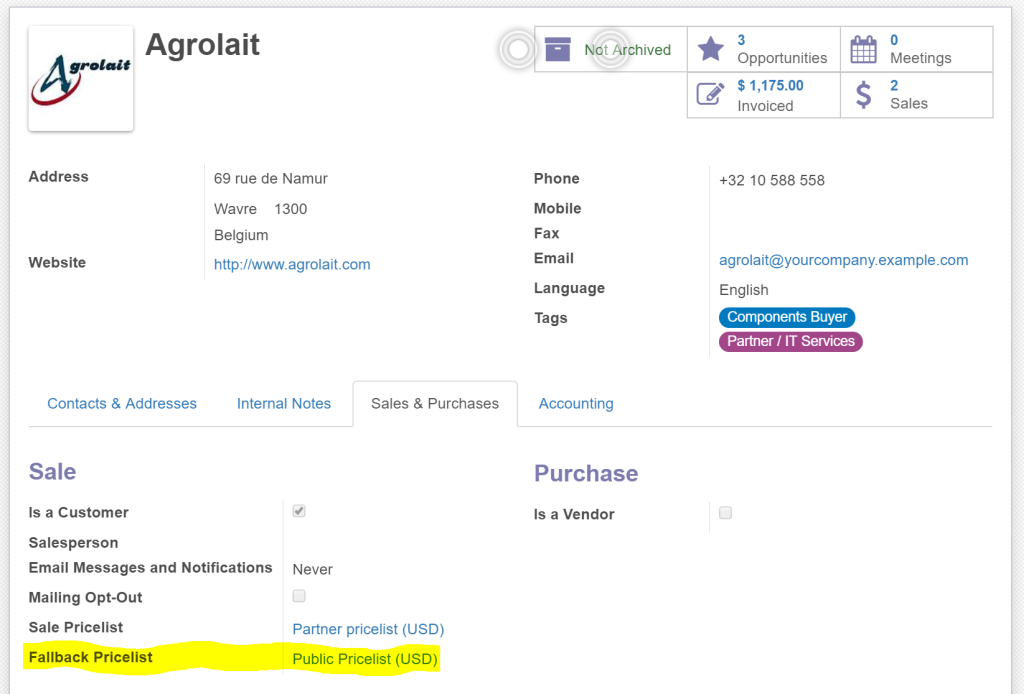 Agrolait
Agrolait
Not Archived
3
Opportunities
0
Meetings
$ 1,175.00
Invoiced
2
Sales
Address
69 rue de Namur
Wavre 1300
Belgium
Website
http://www.agrolait.com
Phone
+32 10 588 558
Mobile
Fax
Email
agrolait@yourcompany.example.com
Language
English
Tags
Components Buyer
Partner / IT Services
Contacts & Addresses
Internal Notes
Sales & Purchases
Accounting
Sale
Is a Customer
Salesperson
Email Messages and Notifications Never
Mailing Opt-Out
Sale Pricelist Partner pricelist (USD)
Fallback Pricelist Public Pricelist (USD)
Purchase
Is a Vendor